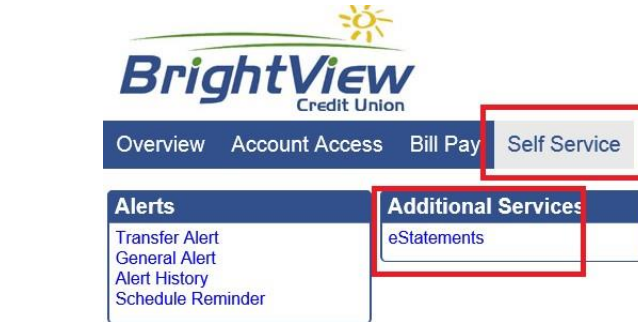 BrightView
Credit Union
Overview Account Access Bill Pay Self Service
Alerts
Transfer Alert
General Alert
Alert History
Schedule Reminder
Additional Services
eStatements